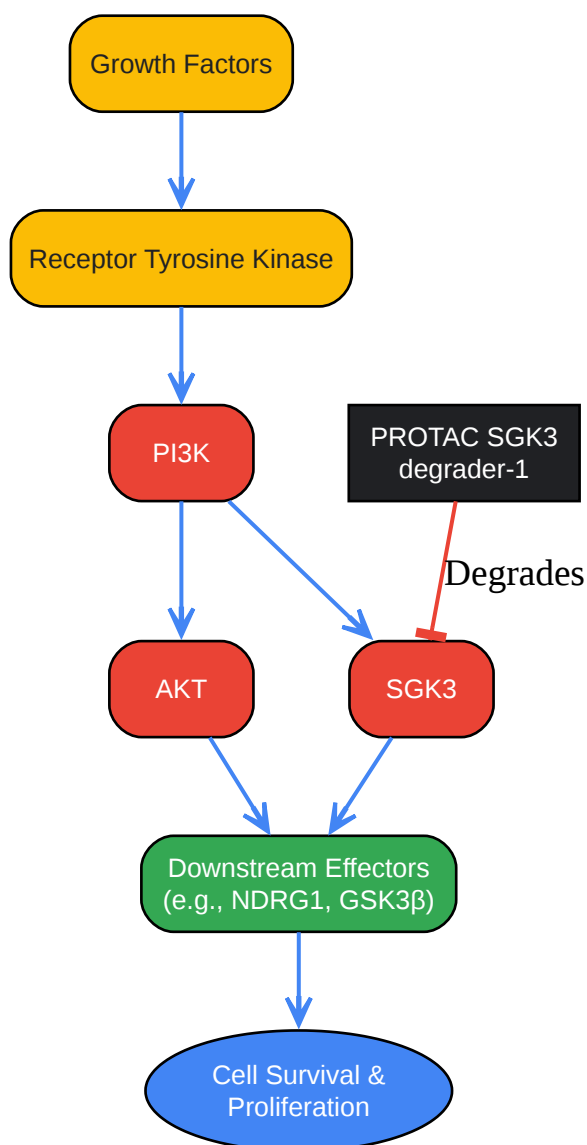 Growth Factors
Receptor Tyrosine Kinase
PI3K
PROTAC SGK3
degrader-1
Degrades
AKT
SGK3
Downstream Effectors
(e.g., NDRG1, GSK3β)
Cell Survival &
Proliferation